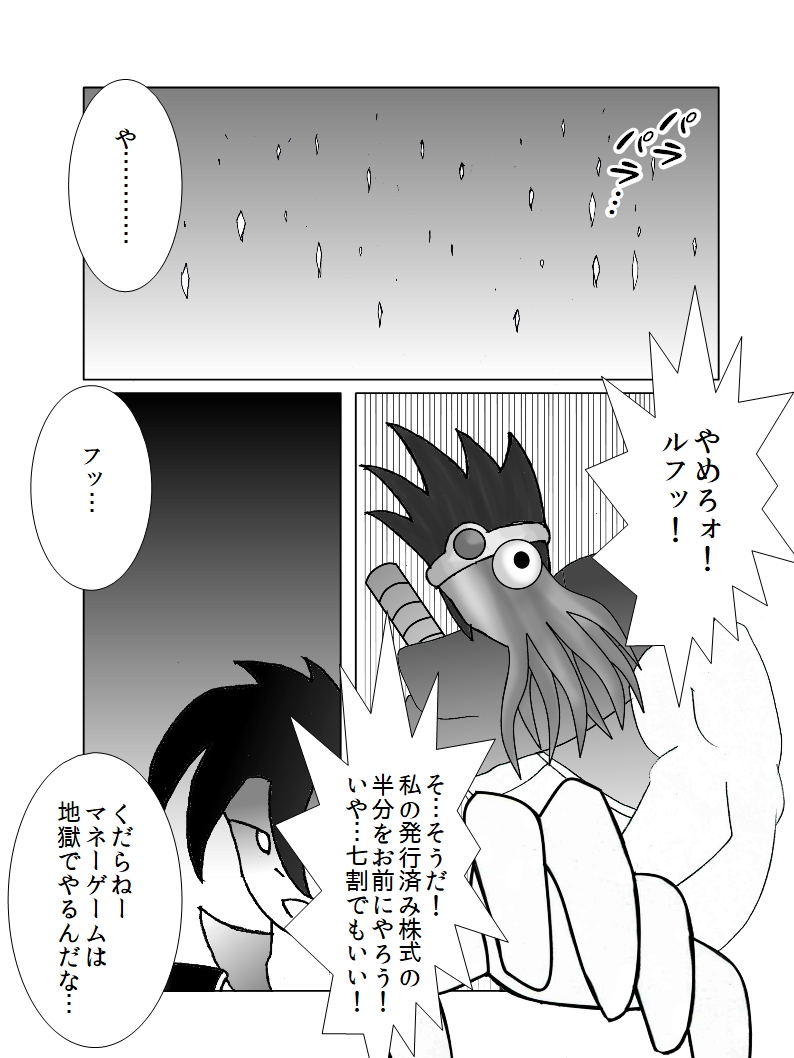 パラパラ…
や…………
やめろォ！
ルフッ！
そ…そうだ！
私の発行済み株式の
半分をお前にやろう！
いや…七割でもいい！
フッ…
くだらねー
マネーゲームは
地獄でやるんだな…